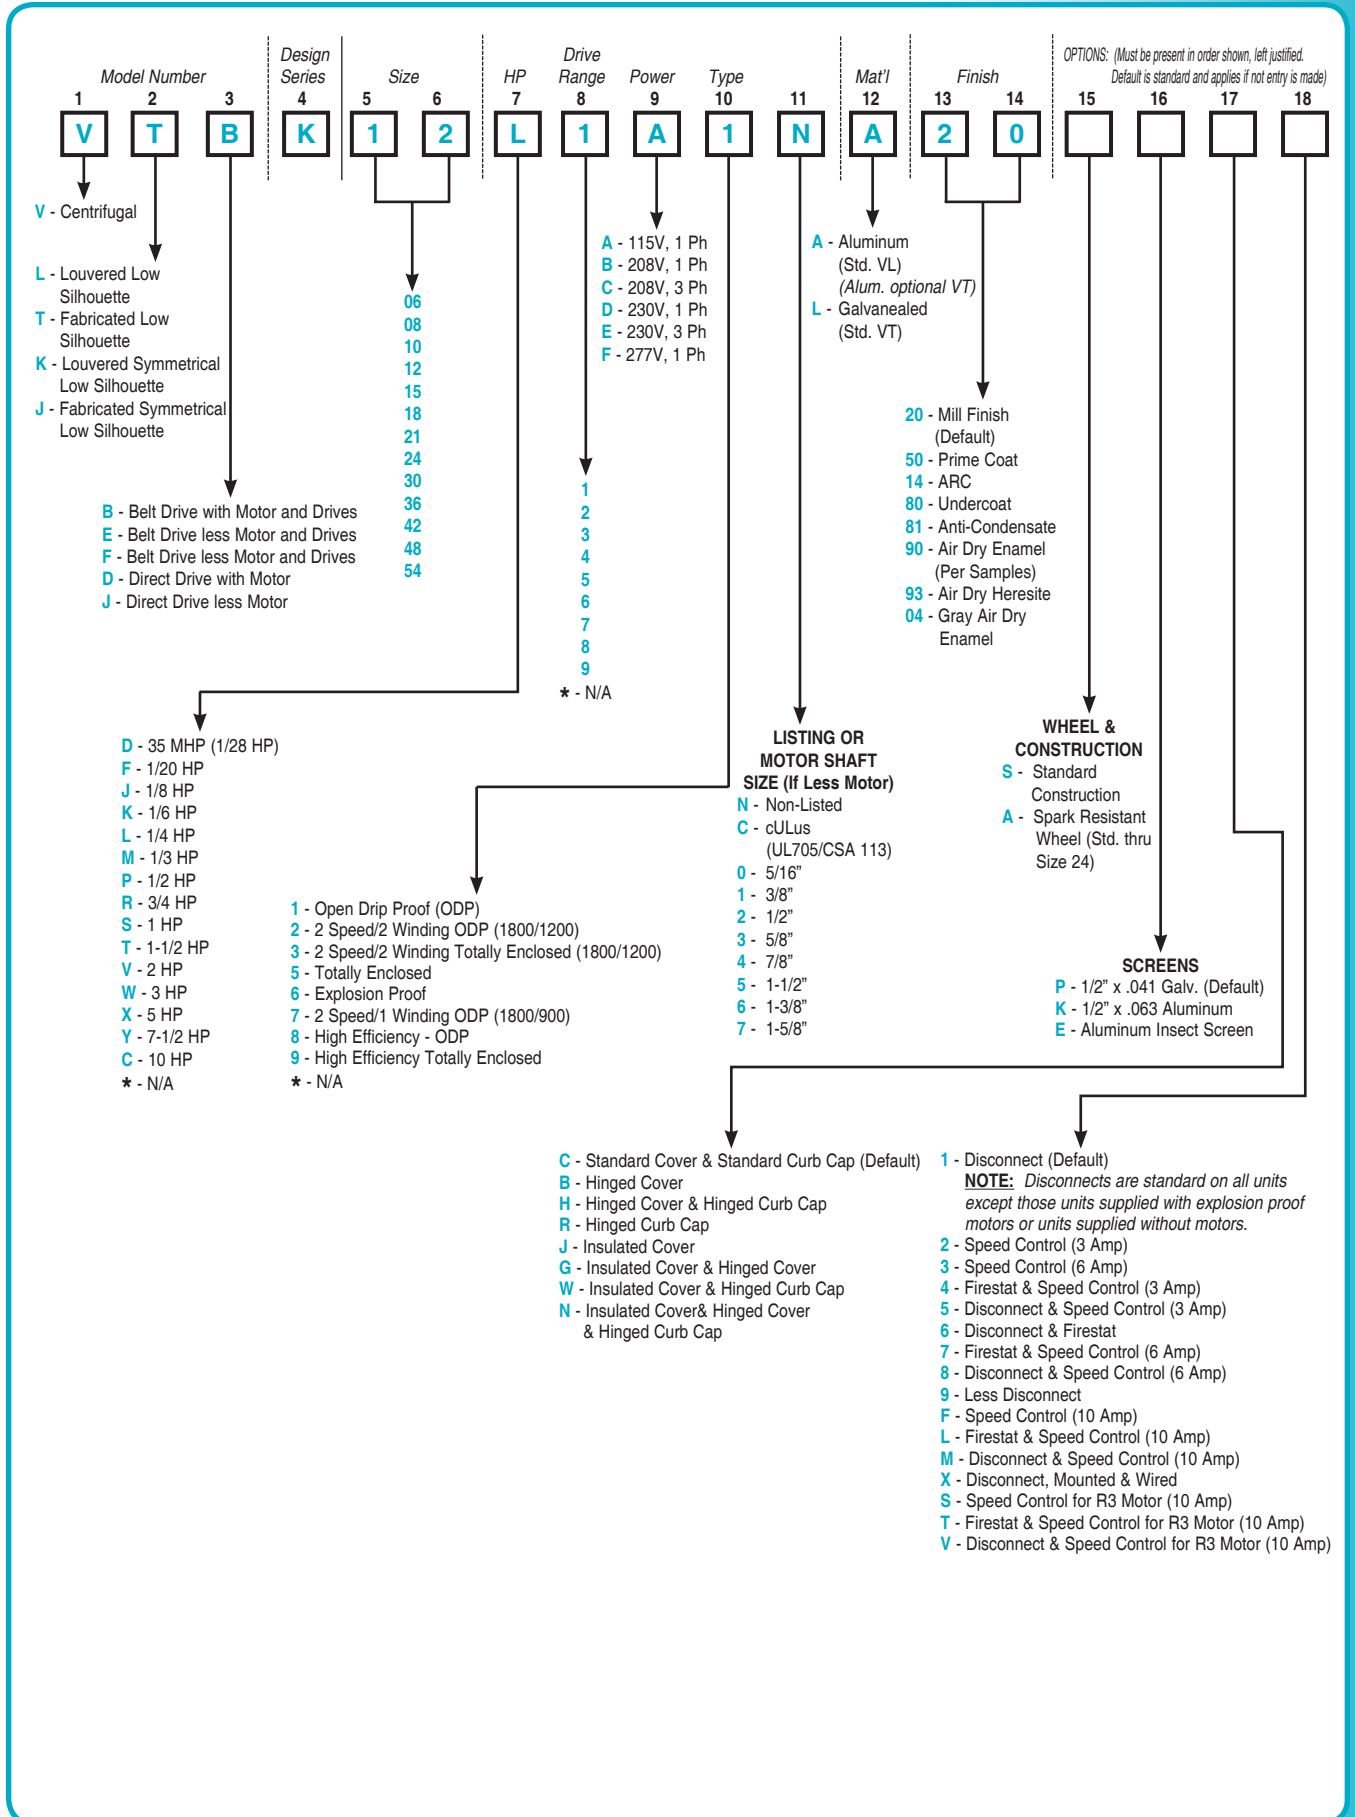 Model Number
Design
Series
Size
HP
Drive
Range
Power
Type
Mat'l
Finish
OPTIONS: (Must be present in order shown, left justified.
Default is standard and applies if not entry is made)
1 2 3 4 5 6 7 8 9 10 11 12 13 14 15 16 17 18
V T B K 1 2 L 1 A 1 N A 2 0
V - Centrifugal
L - Louvered Low
Silhouette
T - Fabricated Low
Silhouette
K - Louvered Symmetrical
Low Silhouette
J - Fabricated Symmetrical
Low Silhouette
B - Belt Drive with Motor and Drives
E - Belt Drive less Motor and Drives
F - Belt Drive less Motor and Drives
D - Direct Drive with Motor
J - Direct Drive less Motor
06
08
10
12
15
18
21
24
30
36
42
48
54
D - 35 MHP (1/28 HP)
F - 1/20 HP
J - 1/8 HP
K - 1/6 HP
L - 1/4 HP
M - 1/3 HP
P - 1/2 HP
R - 3/4 HP
S - 1 HP
T - 1-1/2 HP
V - 2 HP
W - 3 HP
X - 5 HP
Y - 7-1/2 HP
C - 10 HP
* - N/A
1
2
3
4
5
6
7
8
9
* - N/A
A - 115V, 1 Ph
B - 208V, 1 Ph
C - 208V, 3 Ph
D - 230V, 1 Ph
E - 230V, 3 Ph
F - 277V, 1 Ph
1 - Open Drip Proof (ODP)
2 - 2 Speed/2 Winding ODP (1800/1200)
3 - 2 Speed/2 Winding Totally Enclosed (1800/1200)
5 - Totally Enclosed
6 - Explosion Proof
7 - 2 Speed/1 Winding ODP (1800/900)
8 - High Efficiency - ODP
9 - High Efficiency Totally Enclosed
* - N/A
LISTING OR
MOTOR SHAFT
SIZE (If Less Motor)
N - Non-Listed
C - cULus
(UL705/CSA 113)
0 - 5/16”
1 - 3/8”
2 - 1/2”
3 - 5/8”
4 - 7/8”
5 - 1-1/2”
6 - 1-3/8”
7 - 1-5/8”
A - Aluminum
(Std. VL)
(Alum. optional VT)
L - Galvanealed
(Std. VT)
20 - Mill Finish
(Default)
50 - Prime Coat
14 - ARC
80 - Undercoat
81 - Anti-Condensate
90 - Air Dry Enamel
(Per Samples)
93 - Air Dry Heresite
04 - Gray Air Dry
Enamel
WHEEL &
CONSTRUCTION
S - Standard
Construction
A - Spark Resistant
Wheel (Std. thru
Size 24)
SCREENS
P - 1/2” x .041 Galv. (Default)
K - 1/2” x .063 Aluminum
E - Aluminum Insect Screen
C - Standard Cover & Standard Curb Cap (Default)
B - Hinged Cover
H - Hinged Cover & Hinged Curb Cap
R - Hinged Curb Cap
J - Insulated Cover
G - Insulated Cover & Hinged Cover
W - Insulated Cover & Hinged Curb Cap
N - Insulated Cover& Hinged Cover
& Hinged Curb Cap
1 - Disconnect (Default)
NOTE: Disconnects are standard on all units
except those units supplied with explosion proof
motors or units supplied without motors.
2 - Speed Control (3 Amp)
3 - Speed Control (6 Amp)
4 - Firestat & Speed Control (3 Amp)
5 - Disconnect & Speed Control (3 Amp)
6 - Disconnect & Firestat
7 - Firestat & Speed Control (6 Amp)
8 - Disconnect & Speed Control (6 Amp)
9 - Less Disconnect
F - Speed Control (10 Amp)
L - Firestat & Speed Control (10 Amp)
M - Disconnect & Speed Control (10 Amp)
X - Disconnect, Mounted & Wired
S - Speed Control for R3 Motor (10 Amp)
T - Firestat & Speed Control for R3 Motor (10 Amp)
V - Disconnect & Speed Control for R3 Motor (10 Amp)